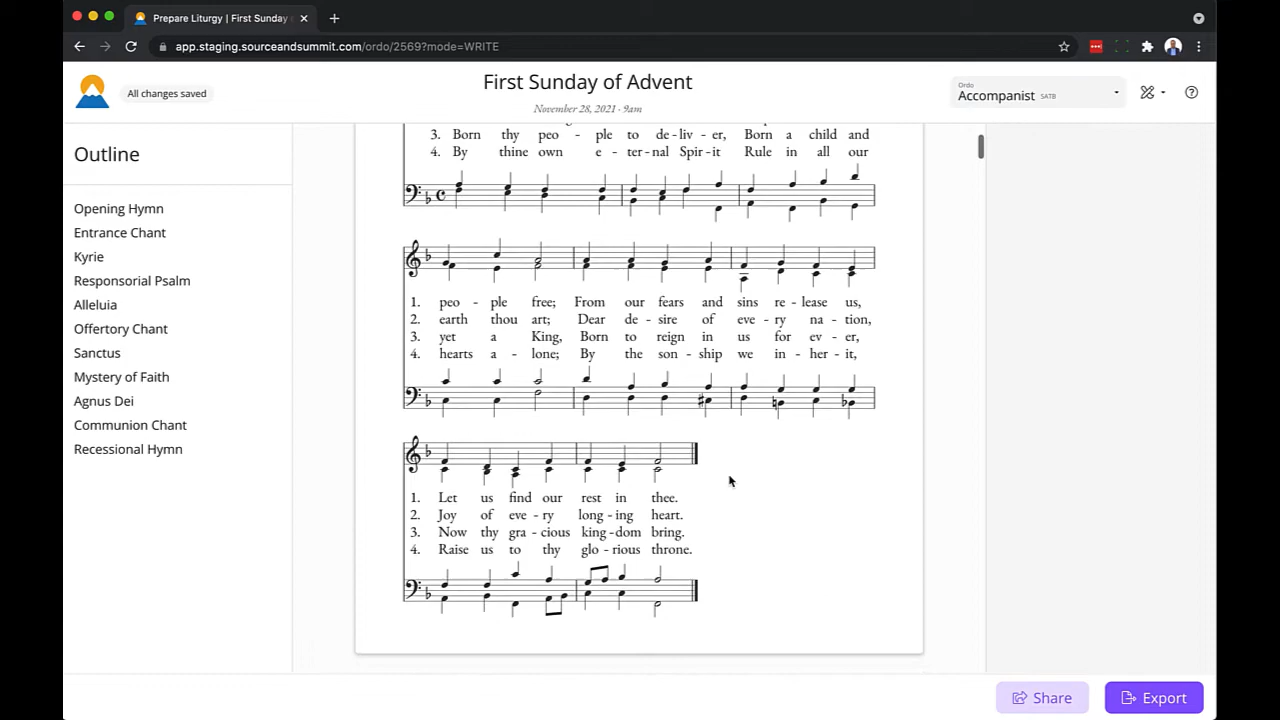 Prepare Liturgy | First Sunday
app.staging.sourceandsummit.com/ordo/2569?mode=WRITE
All changes saved
First Sunday of Advent
November 28, 2021 · 9am
Ordo
Accompanist SATB
Outline
Opening Hymn
Entrance Chant
Kyrie
Responsorial Psalm
Alleluia
Offertory Chant
Sanctus
Mystery of Faith
Agnus Dei
Communion Chant
Recessional Hymn
3. Born thy peo - ple to de - liv - er, Born a child and
4. By thine own e - ter - nal Spir - it Rule in all our
1. peo - ple free; From our fears and sins re - lease us,
2. earth thou art; Dear de - sire of eve - ry na - tion,
3. yet a King, Born to reign in us for ev - er,
4. hearts a - lone; By the son - ship we in - her - it,
1. Let us find our rest in thee.
2. Joy of eve - ry long - ing heart.
3. Now thy gra - cious king - dom bring.
4. Raise us to thy glo - rious throne.
Share
Export